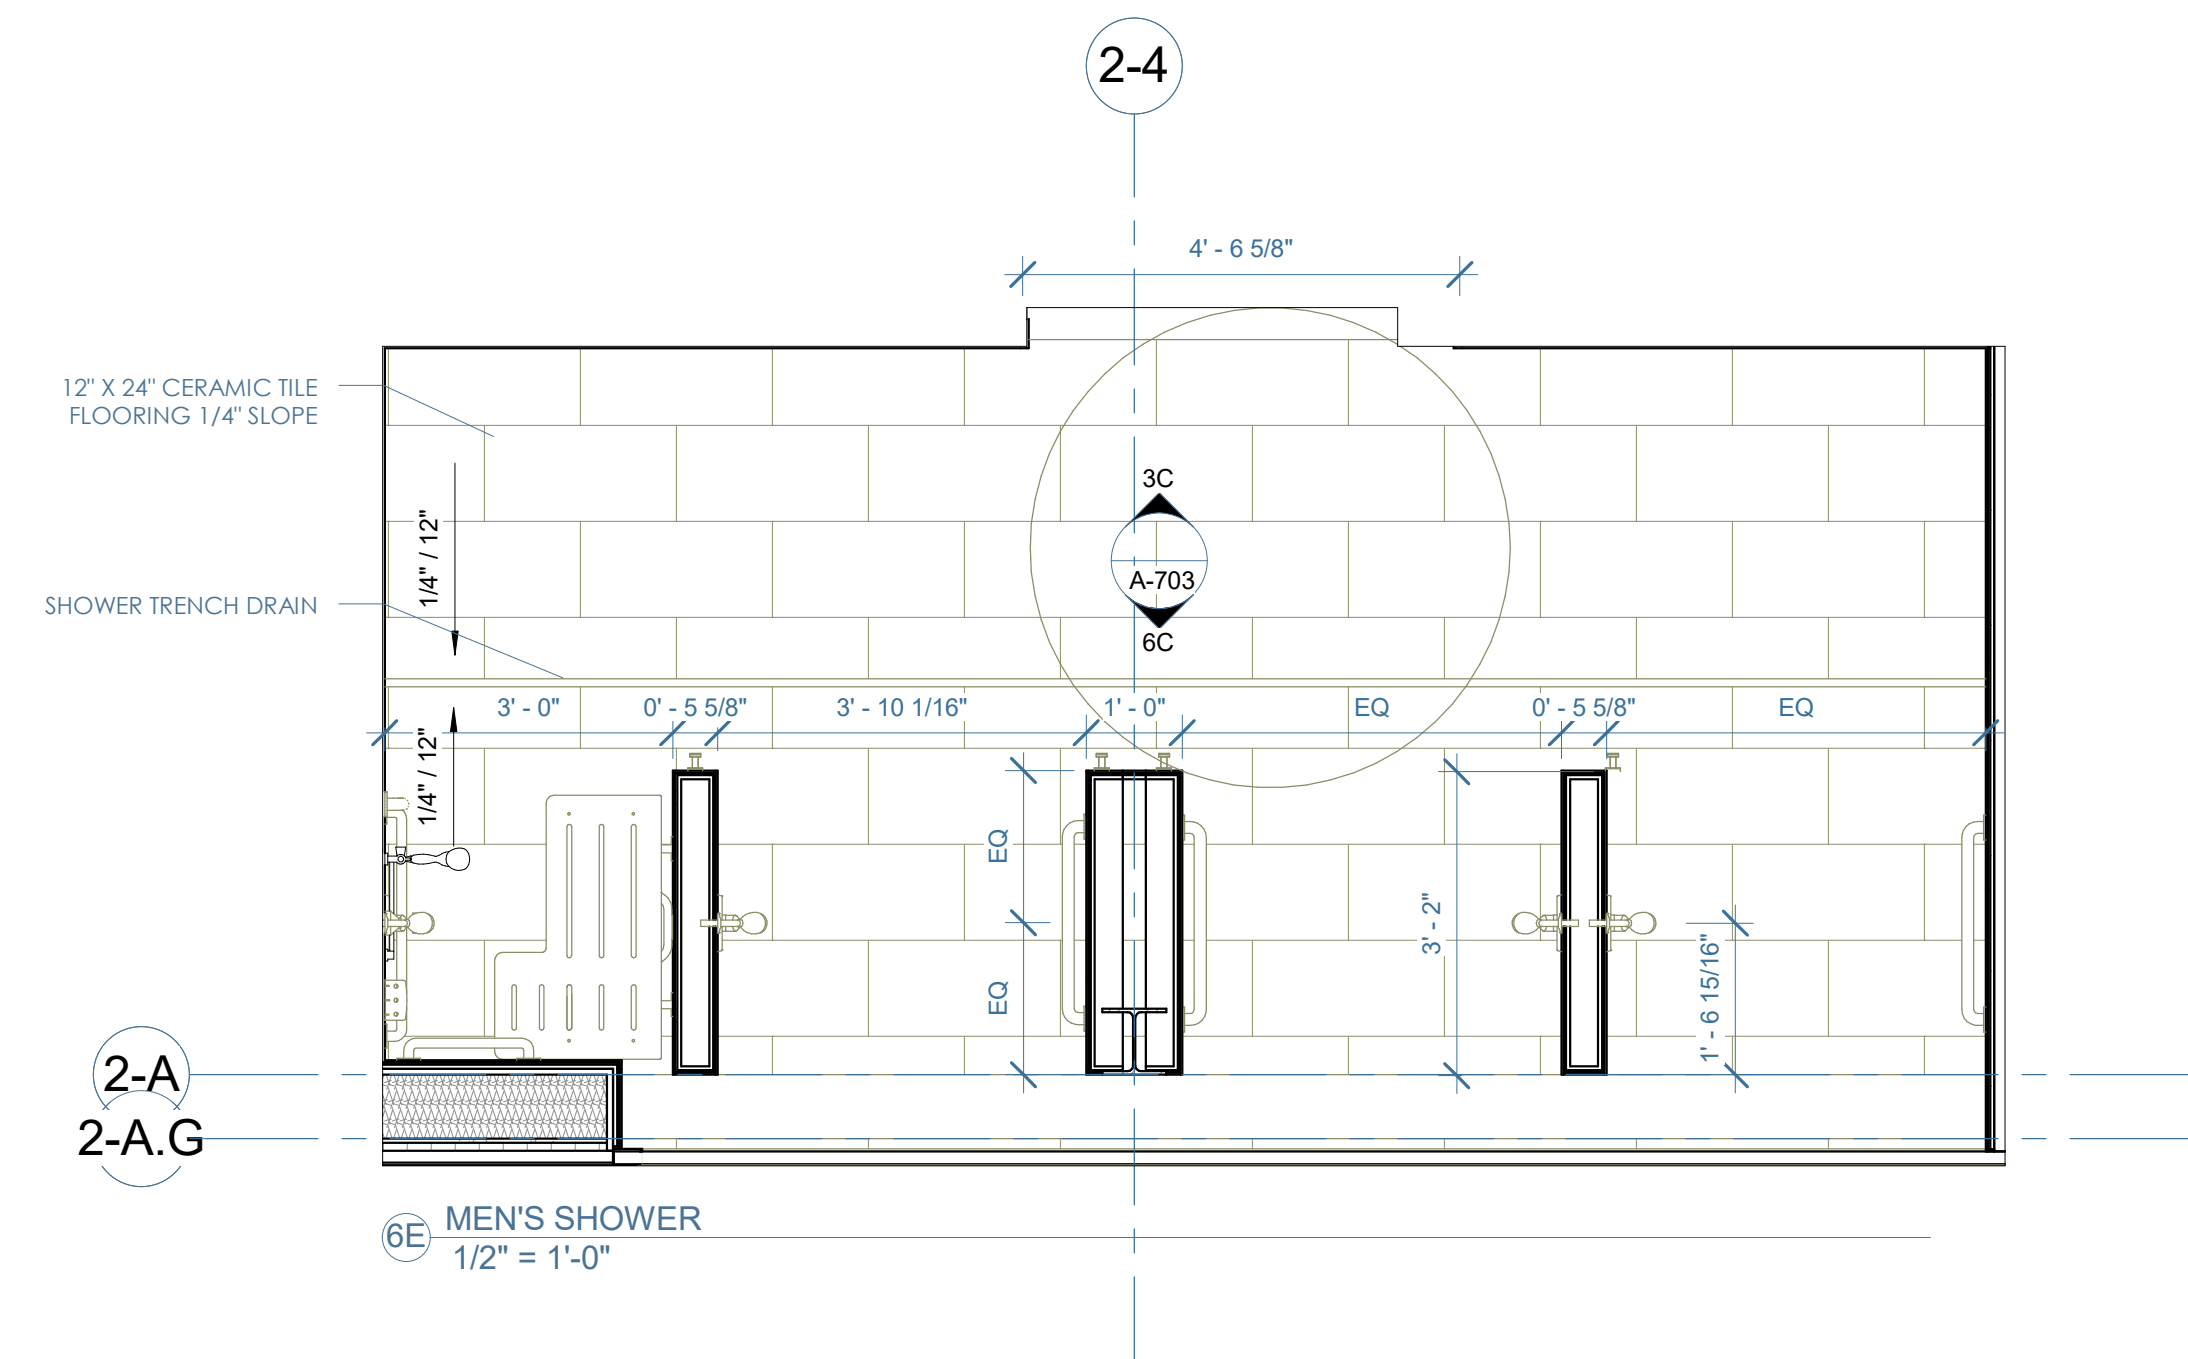 2-4
4' - 6 5/8"
12" X 24" CERAMIC TILE
FLOORING 1/4" SLOPE
3C
1/4" / 12"
A-703
SHOWER TRENCH DRAIN
6C
3' - 0"
0' - 5 5/8"
3' - 10 1/16"
1' - 0"
EQ
0' - 5 5/8"
EQ
1/4" / 12"
EQ
3' - 2"
EQ
1' - 6 15/16"
2-A
2-A.G
6E
MEN'S SHOWER
1/2" = 1'-0"